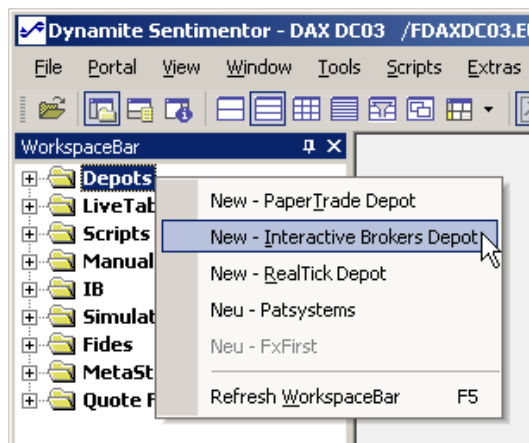 Dynamite Sentimentor - DAX DC03 /FDAXDC03.E
File Portal View Window Tools Scripts Extras
WorkspaceBar
Depots
LiveTab
Scripts
Manual
IB
Simulat
Fides
MetaSt
Quote F
New - PaperTrade Depot
New - Interactive Brokers Depot
New - RealTick Depot
Neu - Patsystems
Neu - FxFirst
Refresh WorkspaceBar F5